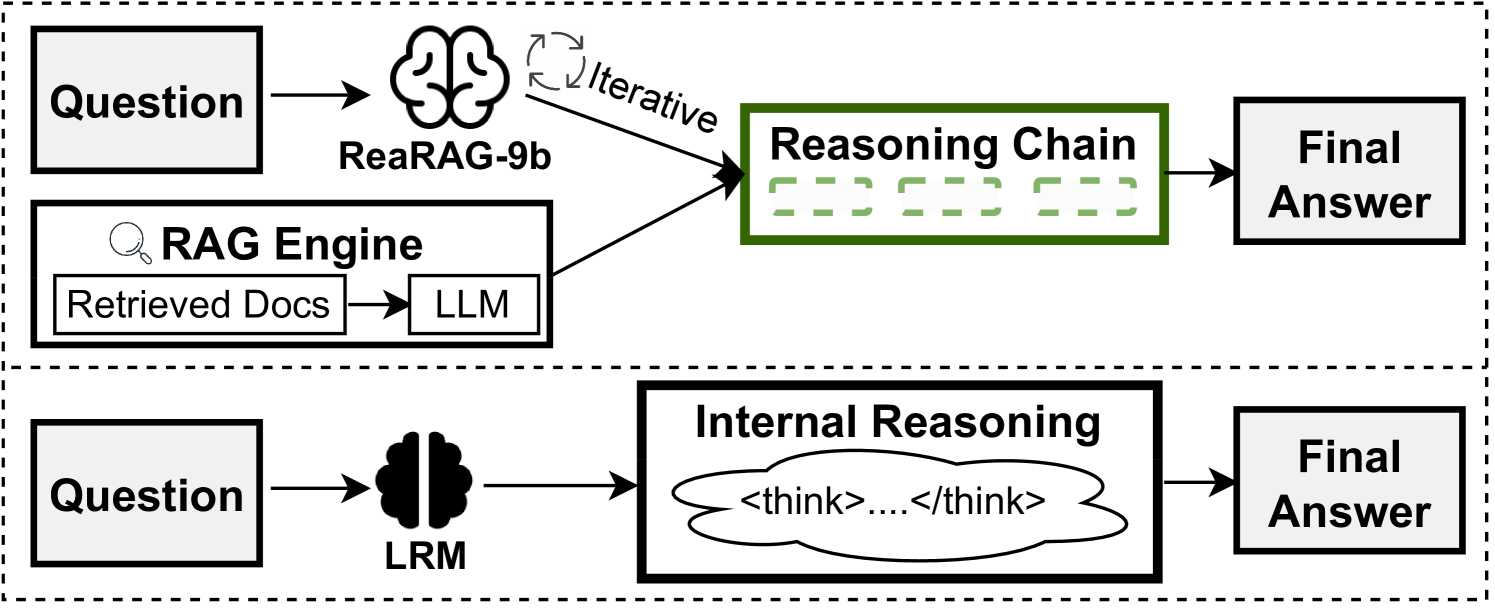 Question
ReaRAG-9b
Iterative
Reasoning Chain
Final
Answer
RAG Engine
Retrieved Docs
LLM
Question
LRM
Internal Reasoning
<think>....</think>
Final
Answer